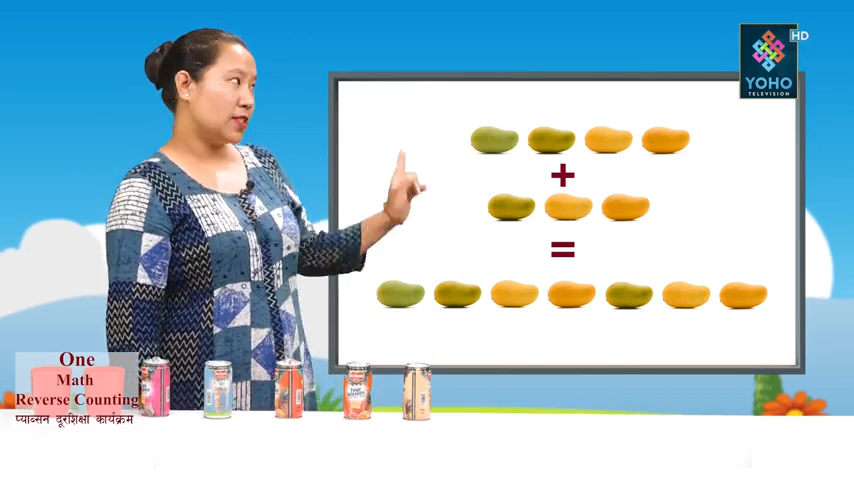 HD
YOHO
TELEVISION
+
=
One
Math
Reverse Counting
प्याब्सन दूरशिक्षा कार्यक्रम